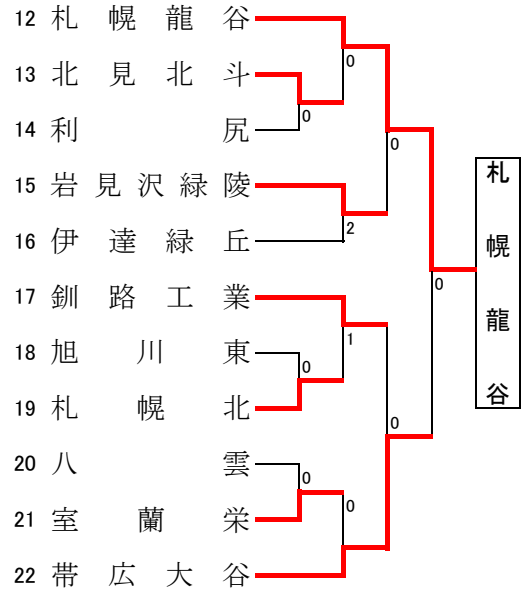 12 札幌龍谷
13 北見北斗
14 利尻
15 岩見沢緑陵
16 伊達緑丘
17 釧路工業
18 旭川東
19 札幌北
20 八雲
21 室蘭栄
22 帯広大谷
0
0
0
2
0
1
0
0
0
0
札幌龍谷